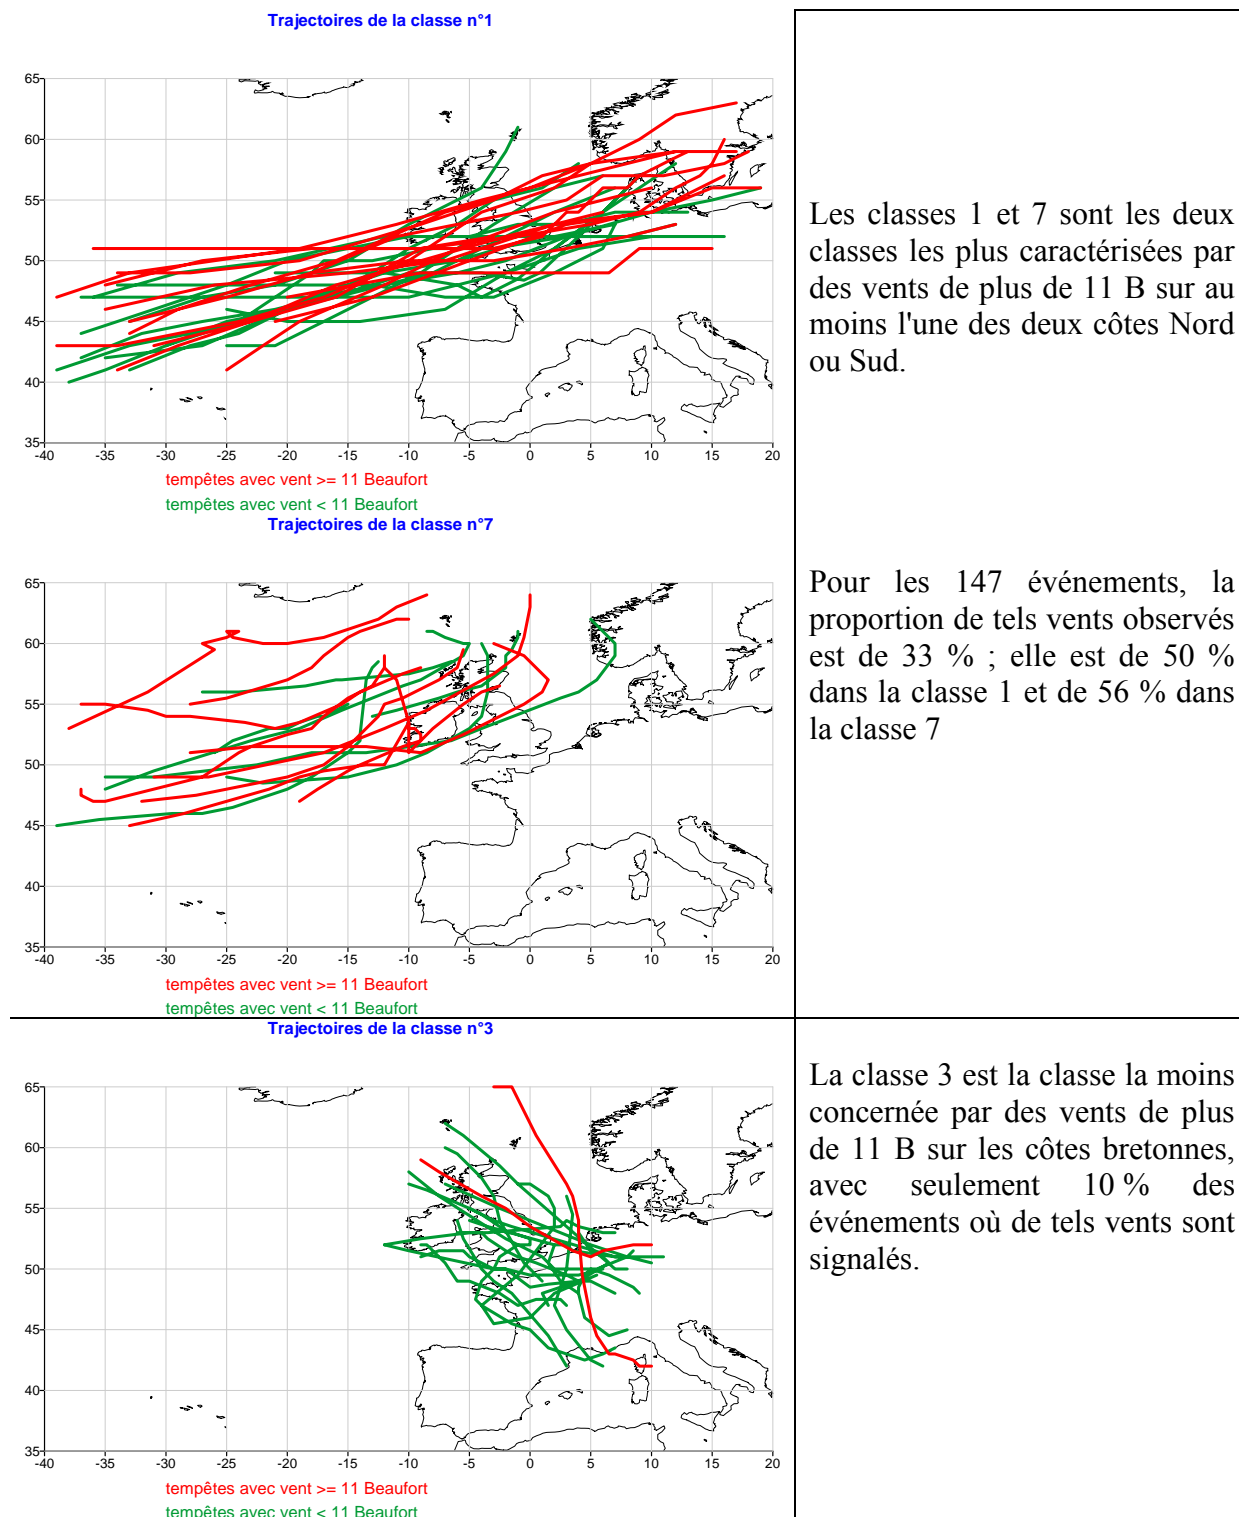 Trajectoires de la classe n°1
65
60
55
50
45
40
35
-40 -35 -30 -25 -20 -15 -10 -5 0 5 10 15 20
tempêtes avec vent >= 11 Beaufort
tempêtes avec vent < 11 Beaufort
Les classes 1 et 7 sont les deux
classes les plus caractérisées par
des vents de plus de 11 B sur au
moins l'une des deux côtes Nord
ou Sud.
Trajectoires de la classe n°7
65
60
55
50
45
40
35
-40 -35 -30 -25 -20 -15 -10 -5 0 5 10 15 20
tempêtes avec vent >= 11 Beaufort
tempêtes avec vent < 11 Beaufort
Pour les 147 événements, la
proportion de tels vents observés
est de 33 % ; elle est de 50 %
dans la classe 1 et de 56 % dans
la classe 7
Trajectoires de la classe n°3
65
60
55
50
45
40
35
-40 -35 -30 -25 -20 -15 -10 -5 0 5 10 15 20
tempêtes avec vent >= 11 Beaufort
tempêtes avec vent < 11 Beaufort
La classe 3 est la classe la moins
concernée par des vents de plus
de 11 B sur les côtes bretonnes,
avec seulement 10 % des
événements où de tels vents sont
signalés.